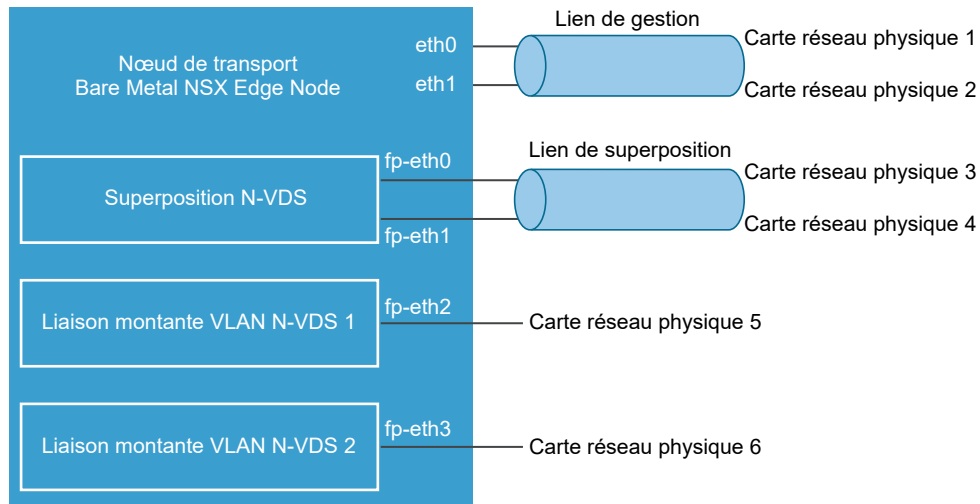 Lien de gestion
eth0
Carte réseau physique 1
Nœud de transport
Bare Metal NSX Edge Node
eth1
Carte réseau physique 2
Lien de superposition
fp-eth0
Carte réseau physique 3
Superposition N-VDS
fp-eth1
Carte réseau physique 4
fp-eth2
Liaison montante VLAN N-VDS 1
Carte réseau physique 5
fp-eth3
Liaison montante VLAN N-VDS 2
Carte réseau physique 6